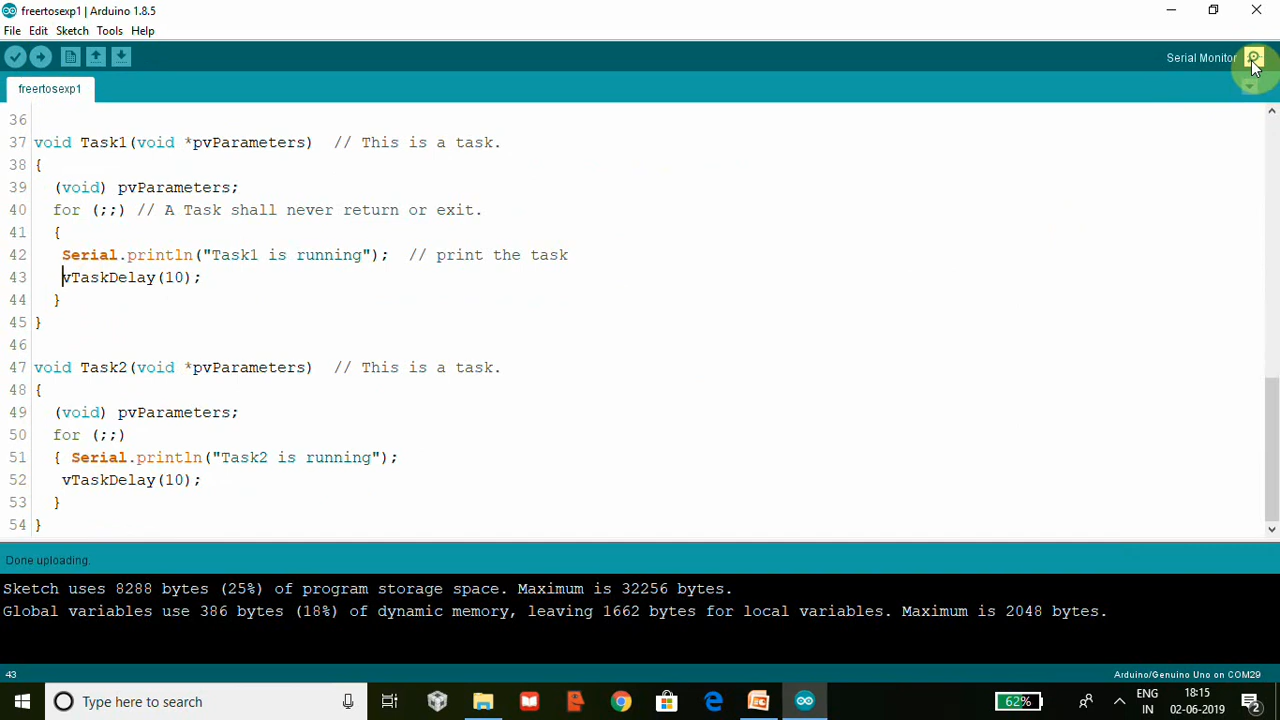 freertosexp1 | Arduino 1.8.5
File Edit Sketch Tools Help
Serial Monitor
freertosexp1
36
37 void Task1(void *pvParameters)  // This is a task.
38 {
39   (void) pvParameters;
40   for (;;) // A Task shall never return or exit.
41   {
42    Serial.println("Task1 is running");  // print the task
43    vTaskDelay(10);
44   }
45 }
46
47 void Task2(void *pvParameters)  // This is a task.
48 {
49   (void) pvParameters;
50   for (;;)
51   { Serial.println("Task2 is running");
52    vTaskDelay(10);
53   }
54 }
Done uploading.
Sketch uses 8288 bytes (25%) of program storage space. Maximum is 32256 bytes.
Global variables use 386 bytes (18%) of dynamic memory, leaving 1662 bytes for local variables. Maximum is 2048 bytes.
43 Arduino/Genuino Uno on COM29
Type here to search
62%
ENG
IN
18:15
02-06-2019
2